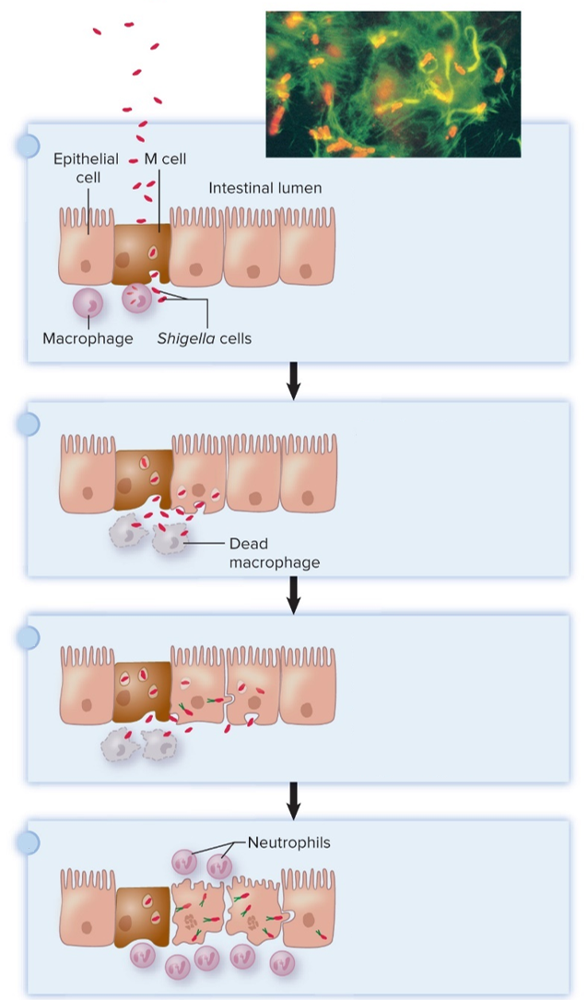 Epithelial
cell
M cell
Intestinal lumen
Macrophage
Shigella cells
Dead
macrophage
Neutrophils